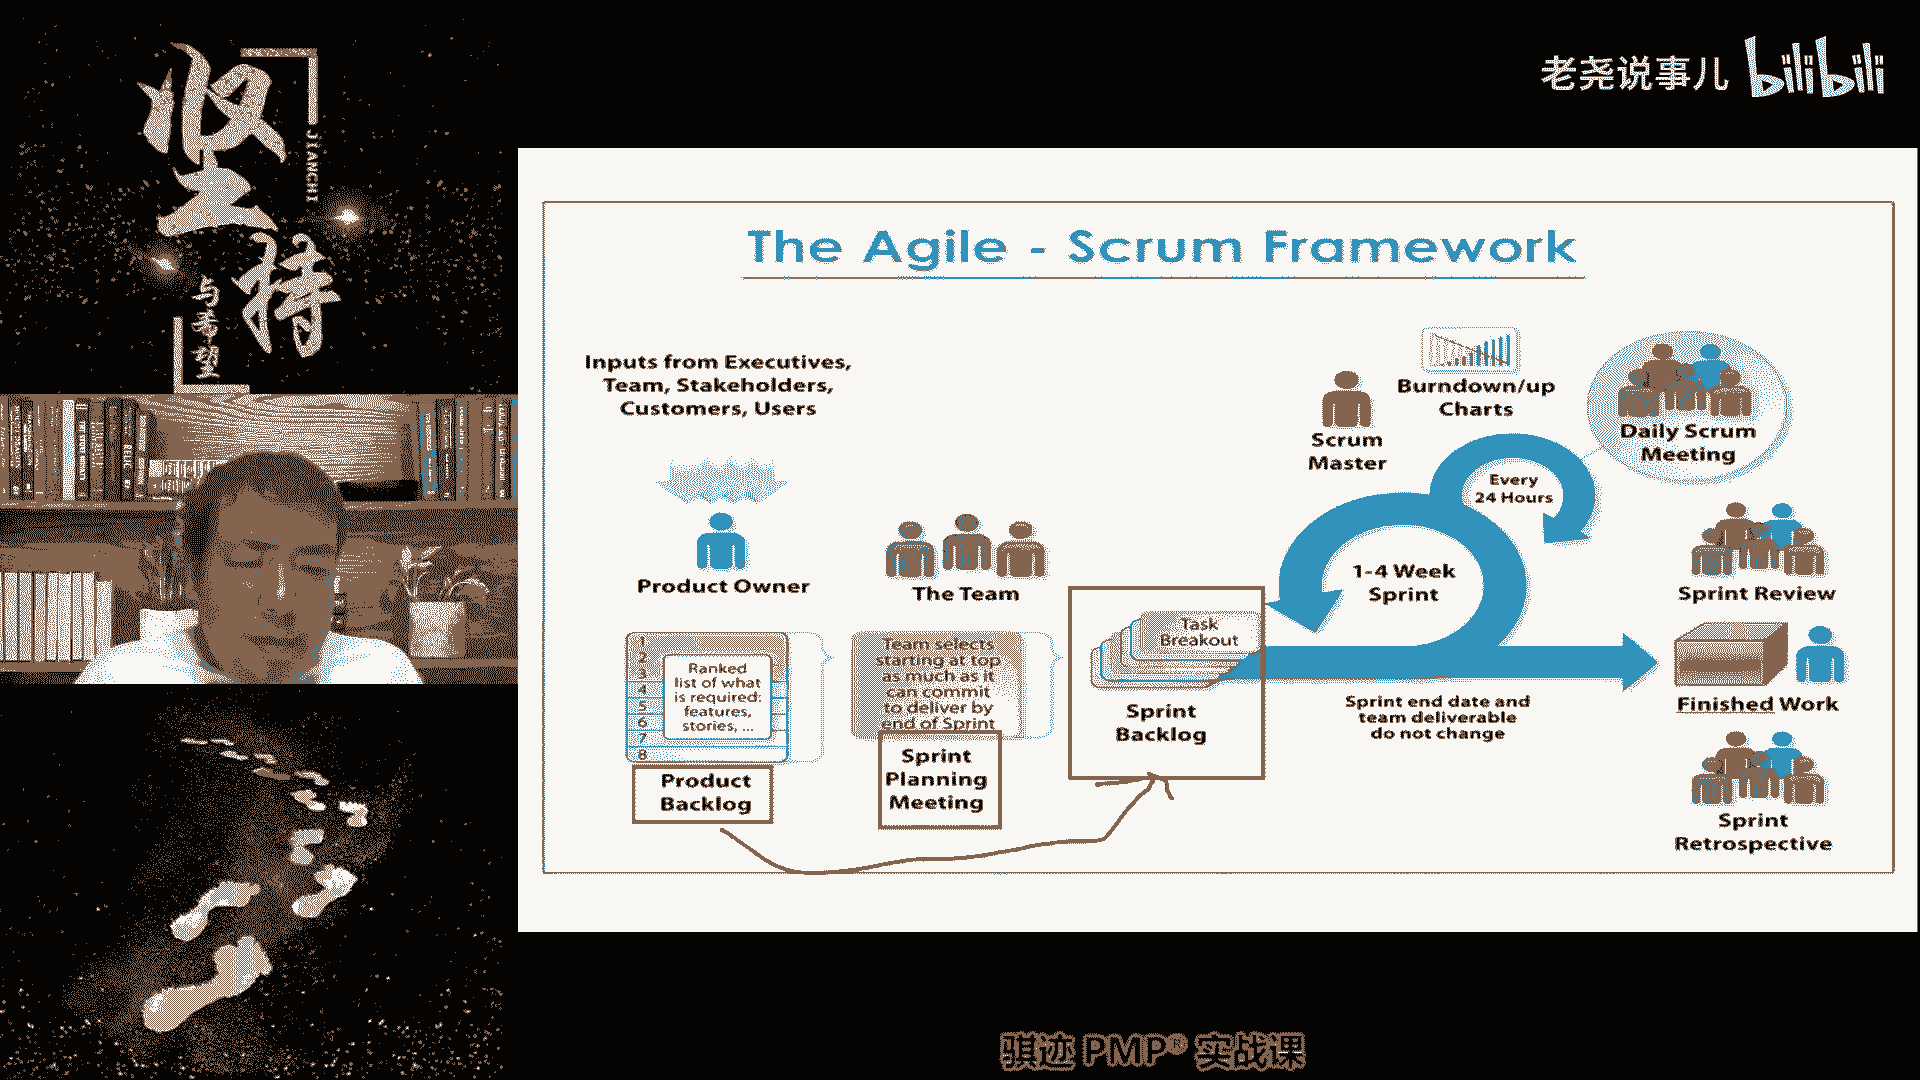 坚持
JIANCHI
与希望
老尧说事儿 bilibili
The Agile - Scrum Framework
Inputs from Executives,
Team, Stakeholders,
Customers, Users
Product Owner
The Team
1
2
3
4
5
6
7
8
Ranked
list of what
is required:
features,
stories, ...
Product
Backlog
Team selects
starting at top
as much as it
can commit
to deliver by
end of Sprint
Sprint
Planning
Meeting
Task
Breakout
Sprint
Backlog
Scrum
Master
Burndown/up
Charts
Every
24 Hours
1-4 Week
Sprint
Sprint end date and
team deliverable
do not change
Daily Scrum
Meeting
Sprint Review
Finished Work
Sprint
Retrospective
骐迹 PMP® 实战课